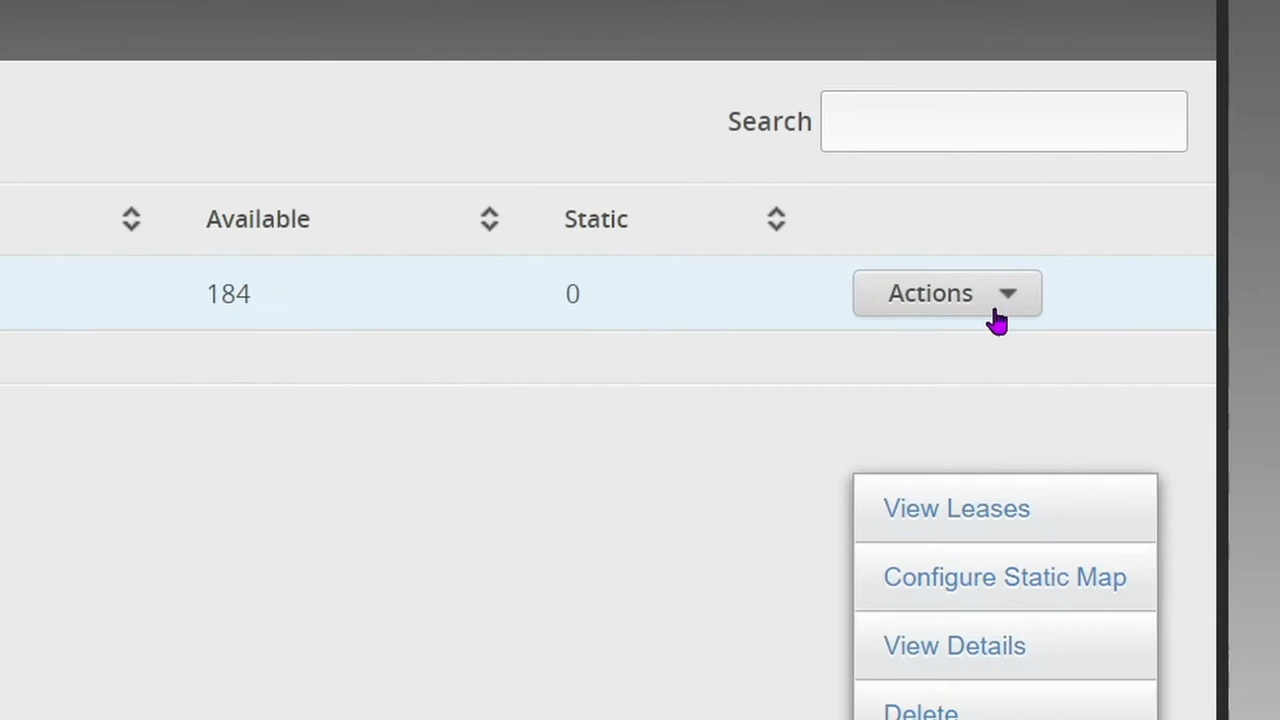 Search
Available Static
184 0 Actions
View Leases
Configure Static Map
View Details
Delete